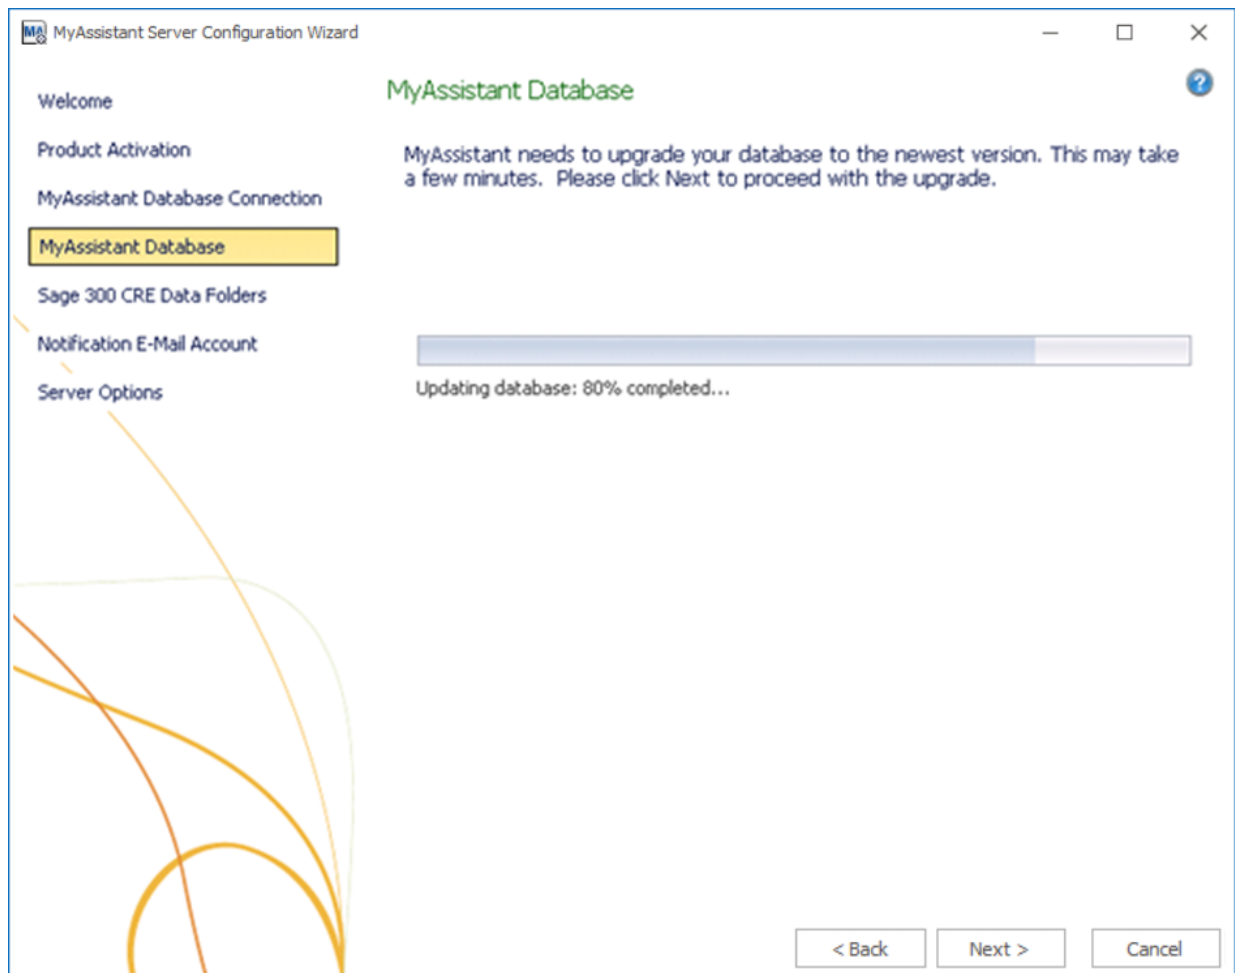 MA MyAssistant Server Configuration Wizard
Welcome
Product Activation
MyAssistant Database Connection
MyAssistant Database
Sage 300 CRE Data Folders
Notification E-Mail Account
Server Options
MyAssistant Database
?
MyAssistant needs to upgrade your database to the newest version. This may take
a few minutes.  Please click Next to proceed with the upgrade.
Updating database: 80% completed...
< Back Next > Cancel